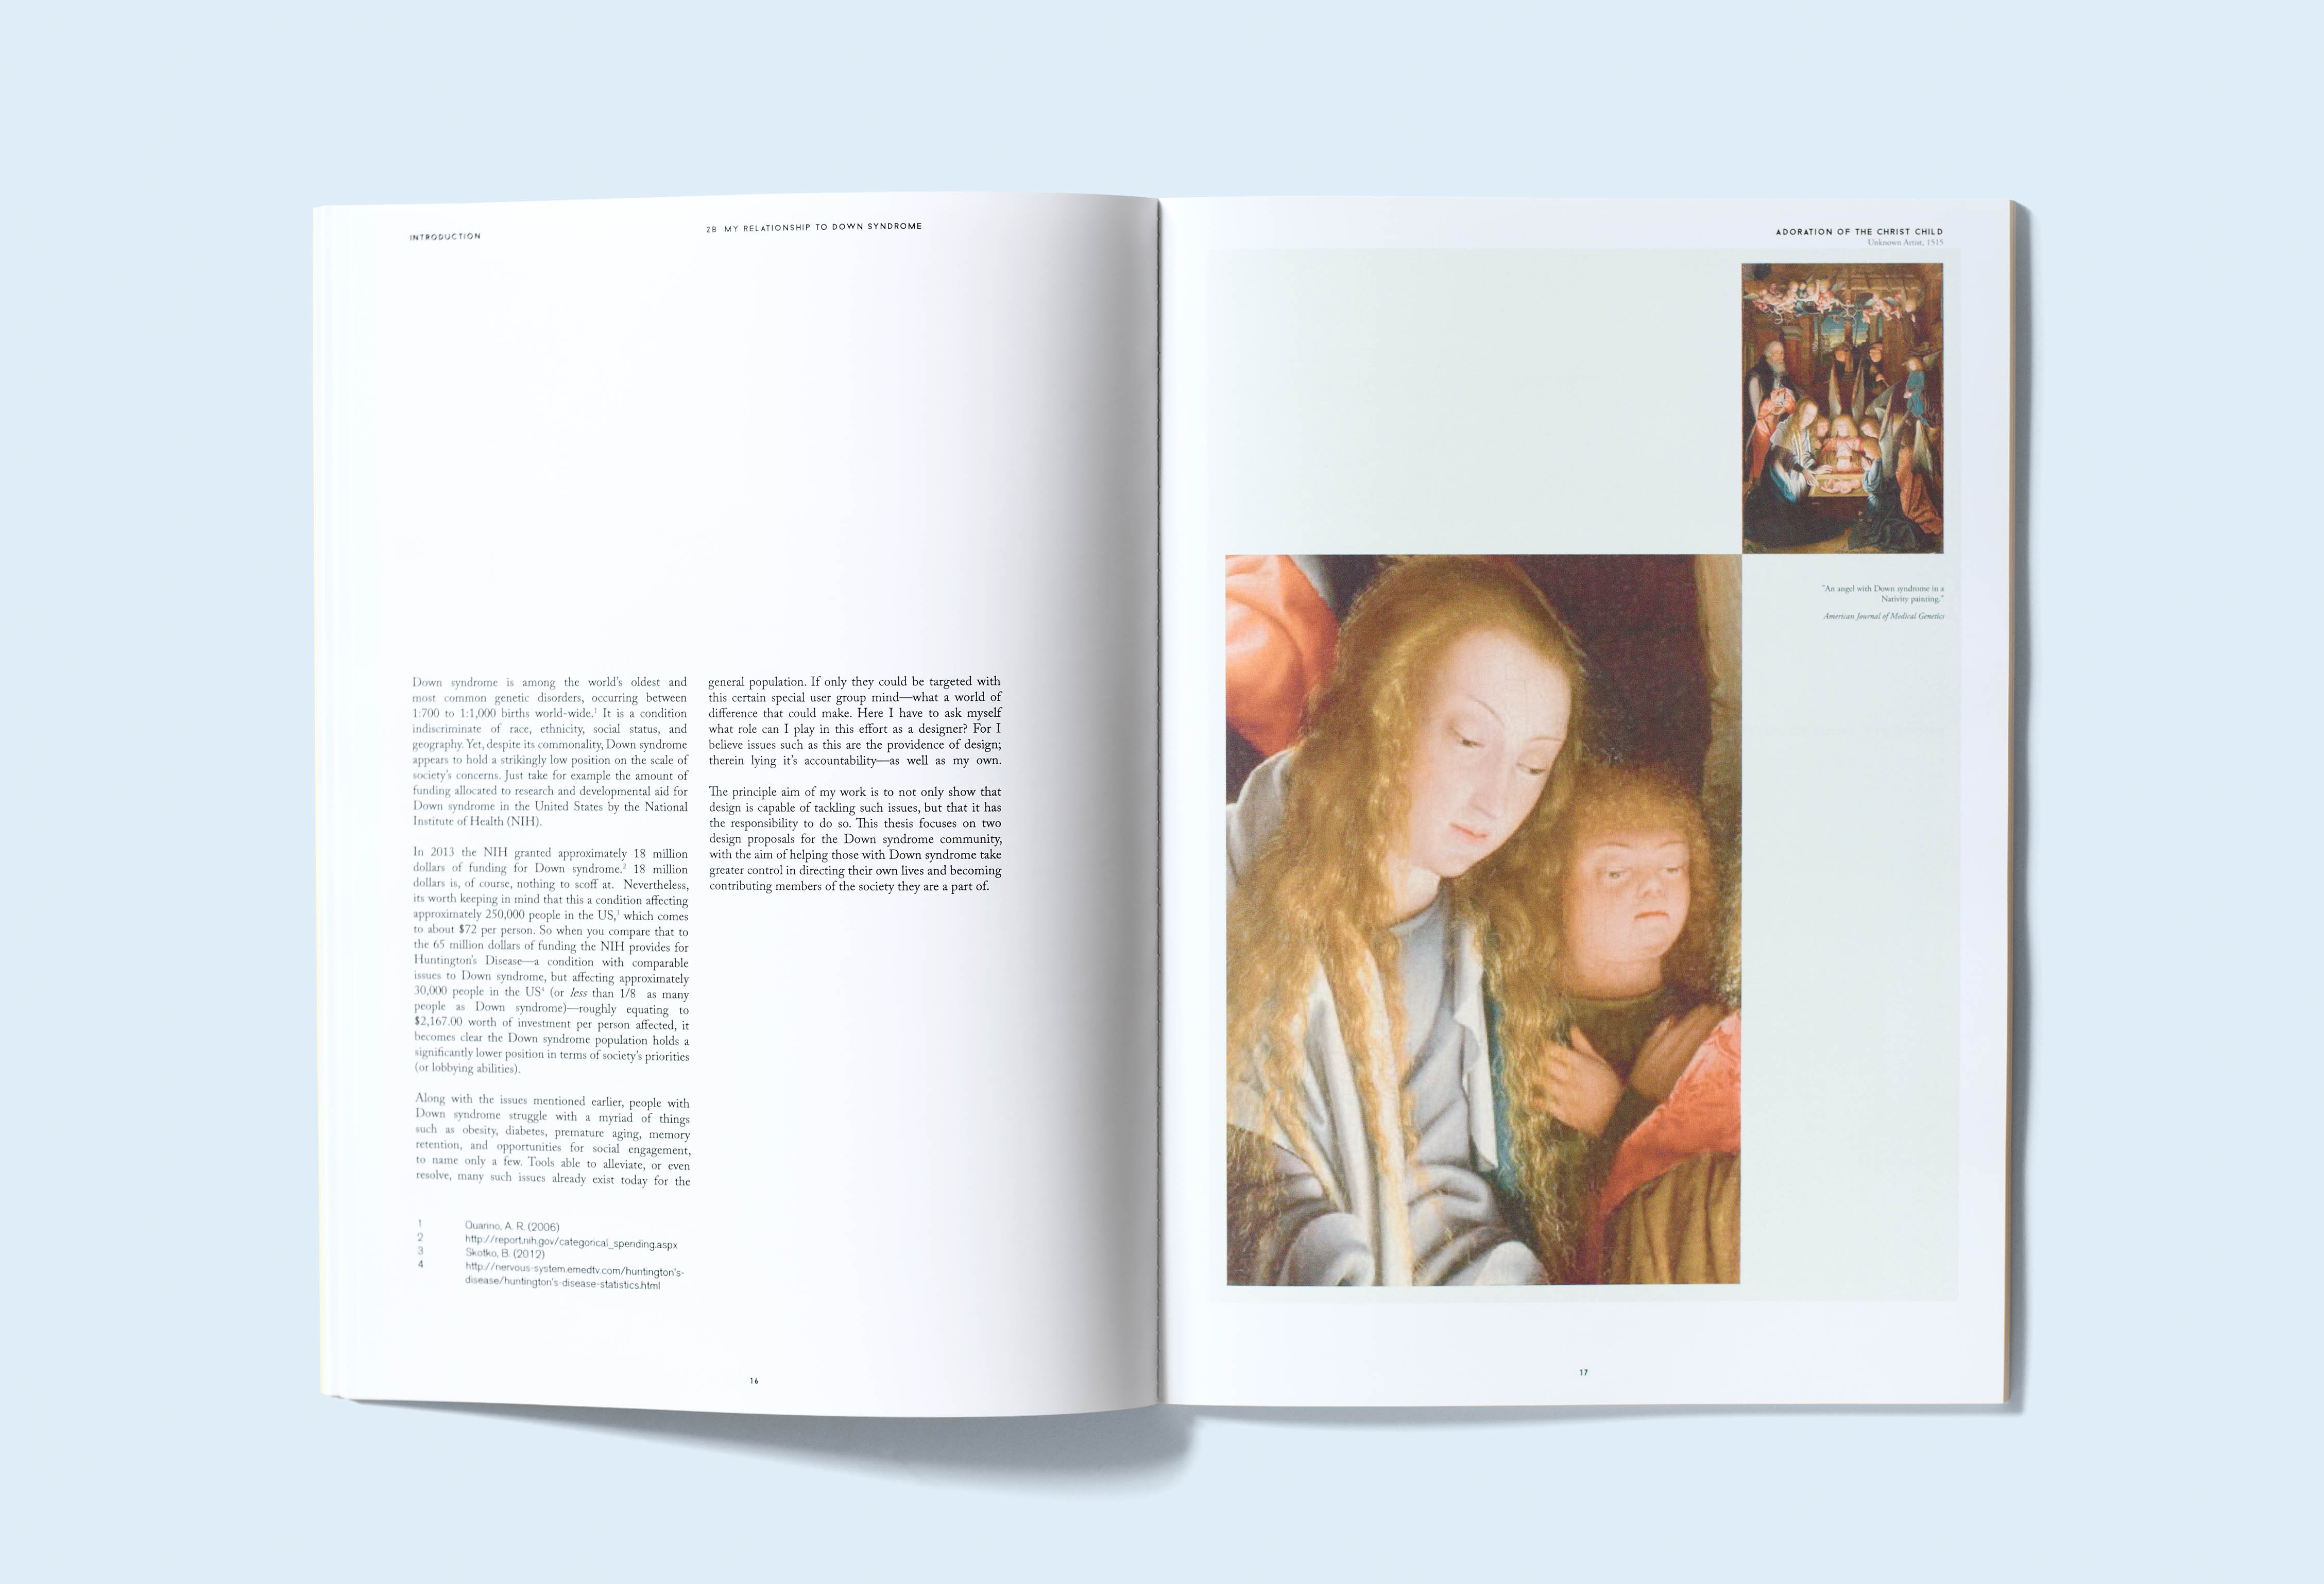 INTRODUCTION
2B MY RELATIONSHIP TO DOWN SYNDROME
Down syndrome is among the world's oldest and
most common genetic disorders, occurring between
1:700 to 1:1,000 births world-wide.¹ It is a condition
indiscriminate of race, ethnicity, social status, and
geography. Yet, despite its commonality, Down syndrome
appears to hold a strikingly low position on the scale of
society's concerns. Just take for example the amount of
funding allocated to research and developmental aid for
Down syndrome in the United States by the National
Institute of Health (NIH).
In 2013 the NIH granted approximately 18 million
dollars of funding for Down syndrome.² 18 million
dollars is, of course, nothing to scoff at. Nevertheless,
its worth keeping in mind that this a condition affecting
approximately 250,000 people in the US,³ which comes
to about $72 per person. So when you compare that to
the 65 million dollars of funding the NIH provides for
Huntington's Disease—a condition with comparable
issues to Down syndrome, but affecting approximately
30,000 people in the US⁴ (or less than 1/8 as many
people as Down syndrome)—roughly equating to
$2,167.00 worth of investment per person affected, it
becomes clear the Down syndrome population holds a
significantly lower position in terms of society's priorities
(or lobbying abilities).
Along with the issues mentioned earlier, people with
Down syndrome struggle with a myriad of things
such as obesity, diabetes, premature aging, memory
retention, and opportunities for social engagement,
to name only a few. Tools able to alleviate, or even
resolve, many such issues already exist today for the
general population. If only they could be targeted with
this certain special user group mind—what a world of
difference that could make. Here I have to ask myself
what role can I play in this effort as a designer? For I
believe issues such as this are the providence of design;
therein lying it's accountability—as well as my own.
The principle aim of my work is to not only show that
design is capable of tackling such issues, but that it has
the responsibility to do so. This thesis focuses on two
design proposals for the Down syndrome community,
with the aim of helping those with Down syndrome take
greater control in directing their own lives and becoming
contributing members of the society they are a part of.
1 Quarino, A. R. (2006)
2 http://report.nih.gov/categorical_spending.aspx
3 Skotko, B. (2012)
4 http://nervous-system.emedtv.com/huntington's-
disease/huntington's-disease-statistics.html
16
ADORATION OF THE CHRIST CHILD
Unknown Artist, 1515
"An angel with Down syndrome in a
Nativity painting."
American Journal of Medical Genetics
17